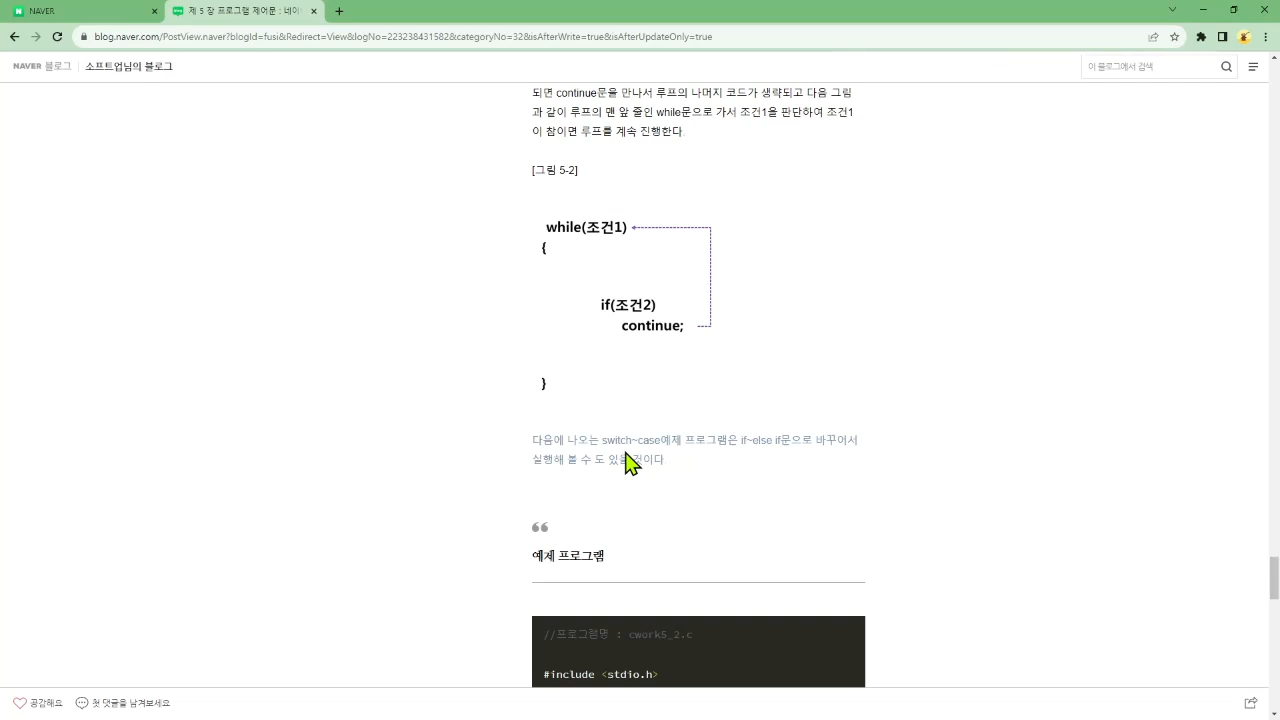 NAVER
제 5 장 프로그램 제어문 : 네이
blog.naver.com/PostView.naver?blogId=fusi&Redirect=View&logNo=223238431582&categoryNo=32&isAfterWrite=true&isAfterUpdateOnly=true
NAVER 블로그 소프트업님의 블로그
이 블로그에서 검색
되면 continue문을 만나서 루프의 나머지 코드가 생략되고 다음 그림
과 같이 루프의 맨 앞 줄인 while문으로 가서 조건1을 판단하여 조건1
이 참이면 루프를 계속 진행한다.
[그림 5-2]
while(조건1)
{
if(조건2)
continue;
}
다음에 나오는 switch~case예제 프로그램은 if~else if문으로 바꾸어서
실행해 볼 수 도 있을 것이다
예제 프로그램
//프로그램명 : cwork5_2.c
#include <stdio.h>
공감해요 첫 댓글을 남겨보세요